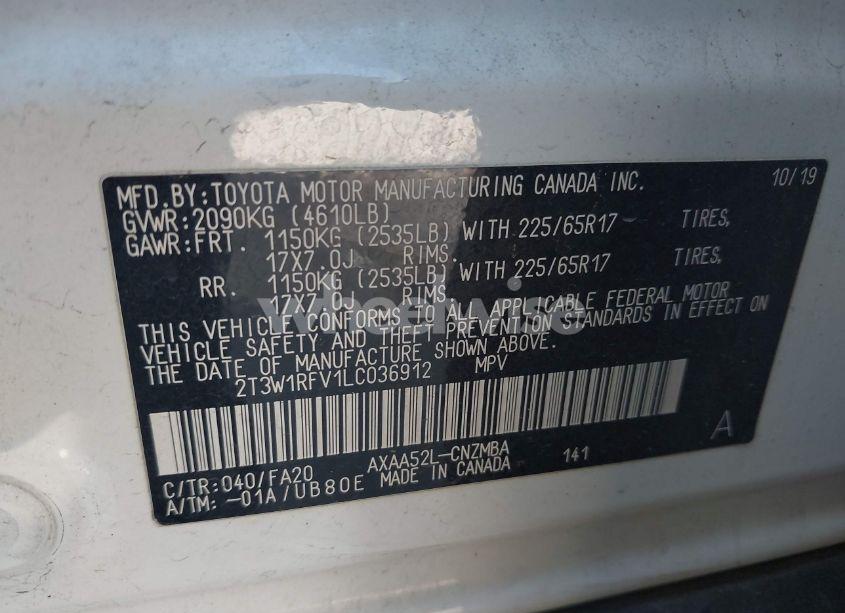 MFD.BY:TOYOTA MOTOR MANUFACTURING CANADA INC. 10/19
GVWR:2090KG (4610LB)
GAWR:FRT. 1150KG (2535LB) WITH 225/65R17 TIRES,
17X7.0J RIMS.
RR. 1150KG (2535LB) WITH 225/65R17 TIRES,
17X7.0J RIMS.
THIS VEHICLE CONFORMS TO ALL APPLICABLE FEDERAL MOTOR
VEHICLE SAFETY AND THEFT PREVENTION STANDARDS IN EFFECT ON
THE DATE OF MANUFACTURE SHOWN ABOVE.
2T3W1RFV1LC036912 MPV
A
C/TR:040/FA20 AXAA52L-CNZMBA 141
A/TM:-01A/UB80E MADE IN CANADA
wheelwise